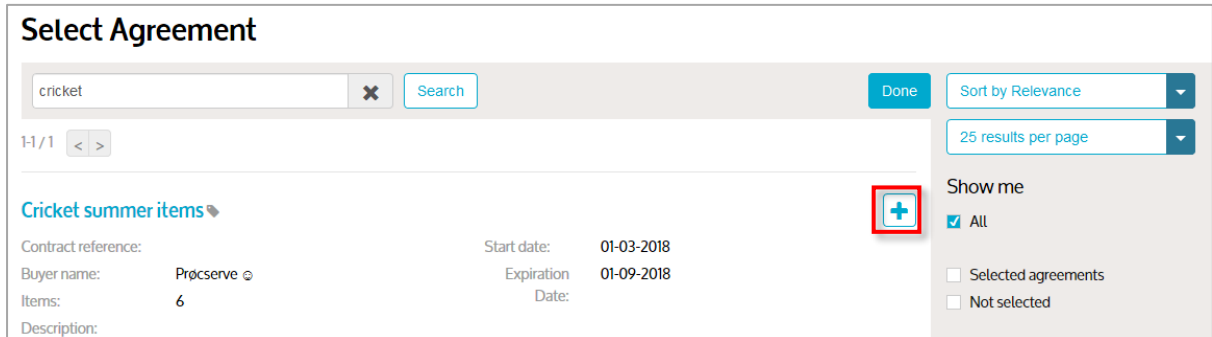 Select Agreement
cricket
Search
Done
Sort by Relevance
1-1 / 1 < >
25 results per page
Show me
All
Selected agreements
Not selected
Cricket summer items
Contract reference:
Buyer name: Prøcserve ☺
Items: 6
Description:
Start date: 01-03-2018
Expiration 01-09-2018
Date: